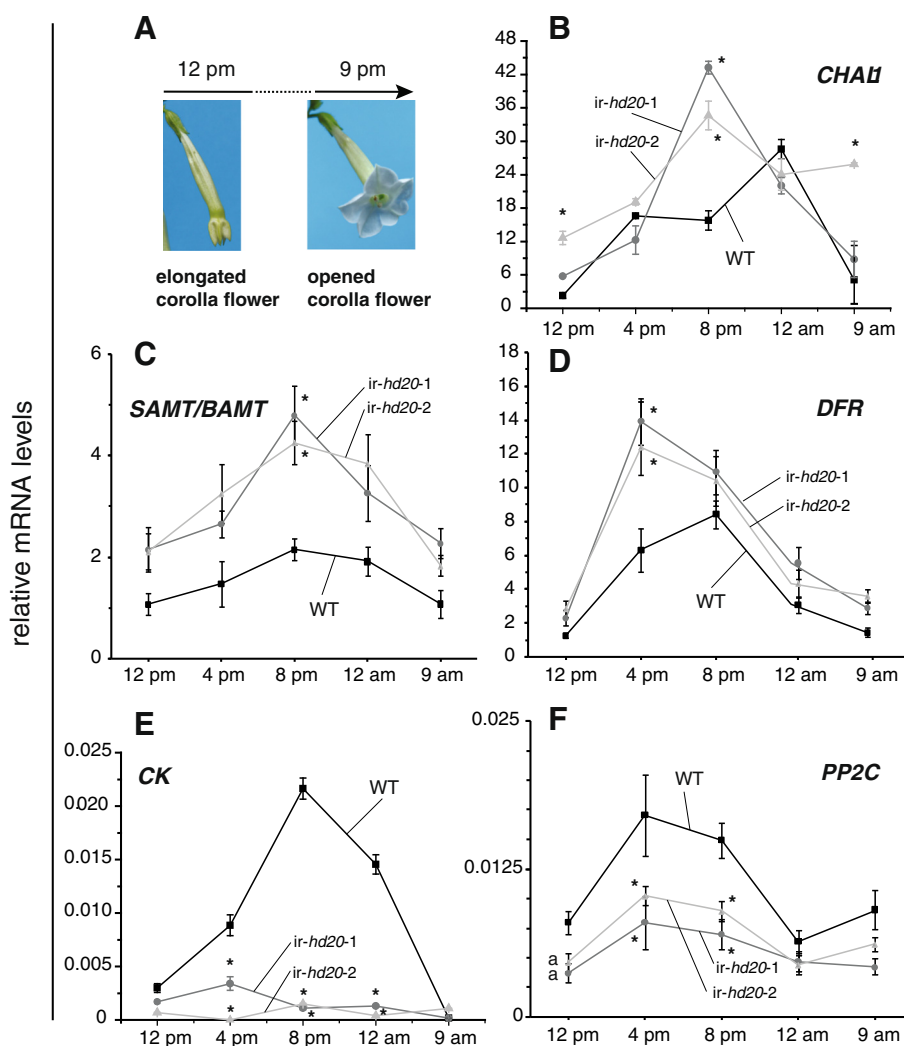 relative mRNA levels
A
12 pm
9 pm
elongated
corolla flower
opened
corolla flower
B
CHAL1
48
42
36
30
24
18
12
6
0
ir-hd20-1
ir-hd20-2
WT
*
*
*
*
12 pm
4 pm
8 pm
12 am
9 am
C
SAMT/BAMT
6
4
2
0
ir-hd20-1
ir-hd20-2
WT
*
*
12 pm
4 pm
8 pm
12 am
9 am
D
DFR
18
16
14
12
10
8
6
4
2
0
ir-hd20-1
ir-hd20-2
WT
*
*
12 pm
4 pm
8 pm
12 am
9 am
E
CK
0.025
0.020
0.015
0.010
0.005
0
WT
ir-hd20-1
ir-hd20-2
*
*
*
*
*
*
12 pm
4 pm
8 pm
12 am
9 am
F
PP2C
0.025
0.0125
0
WT
ir-hd20-1
ir-hd20-2
a
a
*
*
*
*
12 pm
4 pm
8 pm
12 am
9 am